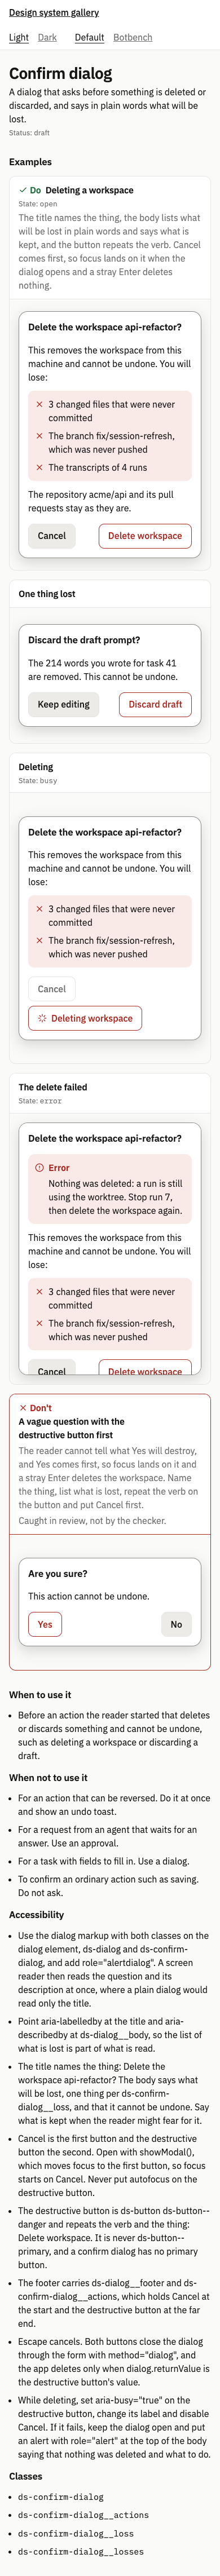 Design system gallery
Light Dark Default Botbench
Confirm dialog
A dialog that asks before something is deleted or
discarded, and says in plain words what will be
lost.
Status: draft
Examples
Do Deleting a workspace
State: open
The title names the thing, the body lists what
will be lost in plain words and says what is
kept, and the button repeats the verb. Cancel
comes first, so focus lands on it when the
dialog opens and a stray Enter deletes
nothing.
Delete the workspace api-refactor?
This removes the workspace from this
machine and cannot be undone. You will
lose:
3 changed files that were never
committed
The branch fix/session-refresh,
which was never pushed
The transcripts of 4 runs
The repository acme/api and its pull
requests stay as they are.
Cancel Delete workspace
One thing lost
Discard the draft prompt?
The 214 words you wrote for task 41
are removed. This cannot be undone.
Keep editing Discard draft
Deleting
State: busy
Delete the workspace api-refactor?
This removes the workspace from this
machine and cannot be undone. You will
lose:
3 changed files that were never
committed
The branch fix/session-refresh,
which was never pushed
Cancel
Deleting workspace
The delete failed
State: error
Delete the workspace api-refactor?
Error
Nothing was deleted: a run is still
using the worktree. Stop run 7,
then delete the workspace again.
This removes the workspace from this
machine and cannot be undone. You will
lose:
3 changed files that were never
committed
The branch fix/session-refresh,
which was never pushed
Cancel Delete workspace
Don't
A vague question with the
destructive button first
The reader cannot tell what Yes will destroy,
and Yes comes first, so focus lands on it and
a stray Enter deletes the workspace. Name
the thing, list what is lost, repeat the verb on
the button and put Cancel first.
Caught in review, not by the checker.
Are you sure?
This action cannot be undone.
Yes No
When to use it
Before an action the reader started that deletes
or discards something and cannot be undone,
such as deleting a workspace or discarding a
draft.
When not to use it
For an action that can be reversed. Do it at once
and show an undo toast.
For a request from an agent that waits for an
answer. Use an approval.
For a task with fields to fill in. Use a dialog.
To confirm an ordinary action such as saving.
Do not ask.
Accessibility
Use the dialog markup with both classes on the
dialog element, ds-dialog and ds-confirm-
dialog, and add role="alertdialog". A screen
reader then reads the question and its
description at once, where a plain dialog would
read only the title.
Point aria-labelledby at the title and aria-
describedby at ds-dialog__body, so the list of
what is lost is part of what is read.
The title names the thing: Delete the
workspace api-refactor? The body says what
will be lost, one thing per ds-confirm-
dialog__loss, and that it cannot be undone. Say
what is kept when the reader might fear for it.
Cancel is the first button and the destructive
button the second. Open with showModal(),
which moves focus to the first button, so focus
starts on Cancel. Never put autofocus on the
destructive button.
The destructive button is ds-button ds-button--
danger and repeats the verb and the thing:
Delete workspace. It is never ds-button--
primary, and a confirm dialog has no primary
button.
The footer carries ds-dialog__footer and ds-
confirm-dialog__actions, which holds Cancel at
the start and the destructive button at the far
end.
Escape cancels. Both buttons close the dialog
through the form with method="dialog", and
the app deletes only when dialog.returnValue is
the destructive button's value.
While deleting, set aria-busy="true" on the
destructive button, change its label and disable
Cancel. If it fails, keep the dialog open and put
an alert with role="alert" at the top of the body
saying that nothing was deleted and what to do.
Classes
ds-confirm-dialog
ds-confirm-dialog__actions
ds-confirm-dialog__loss
ds-confirm-dialog__losses